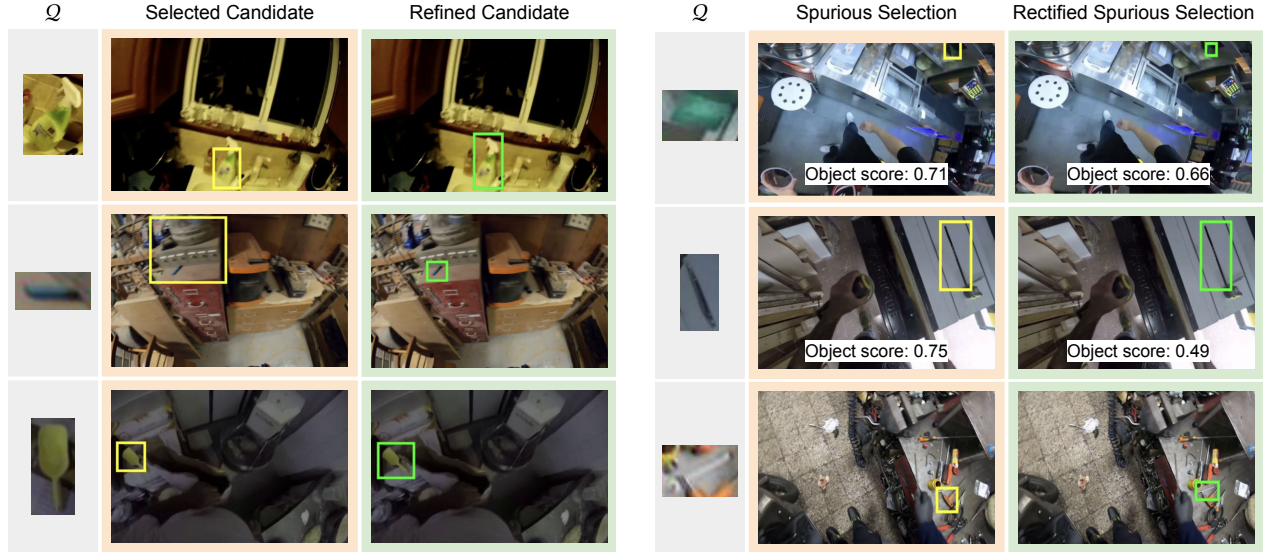 Q Selected Candidate Refined Candidate
Q Spurious Selection Rectified Spurious Selection
Object score: 0.71 Object score: 0.66
Object score: 0.75 Object score: 0.49